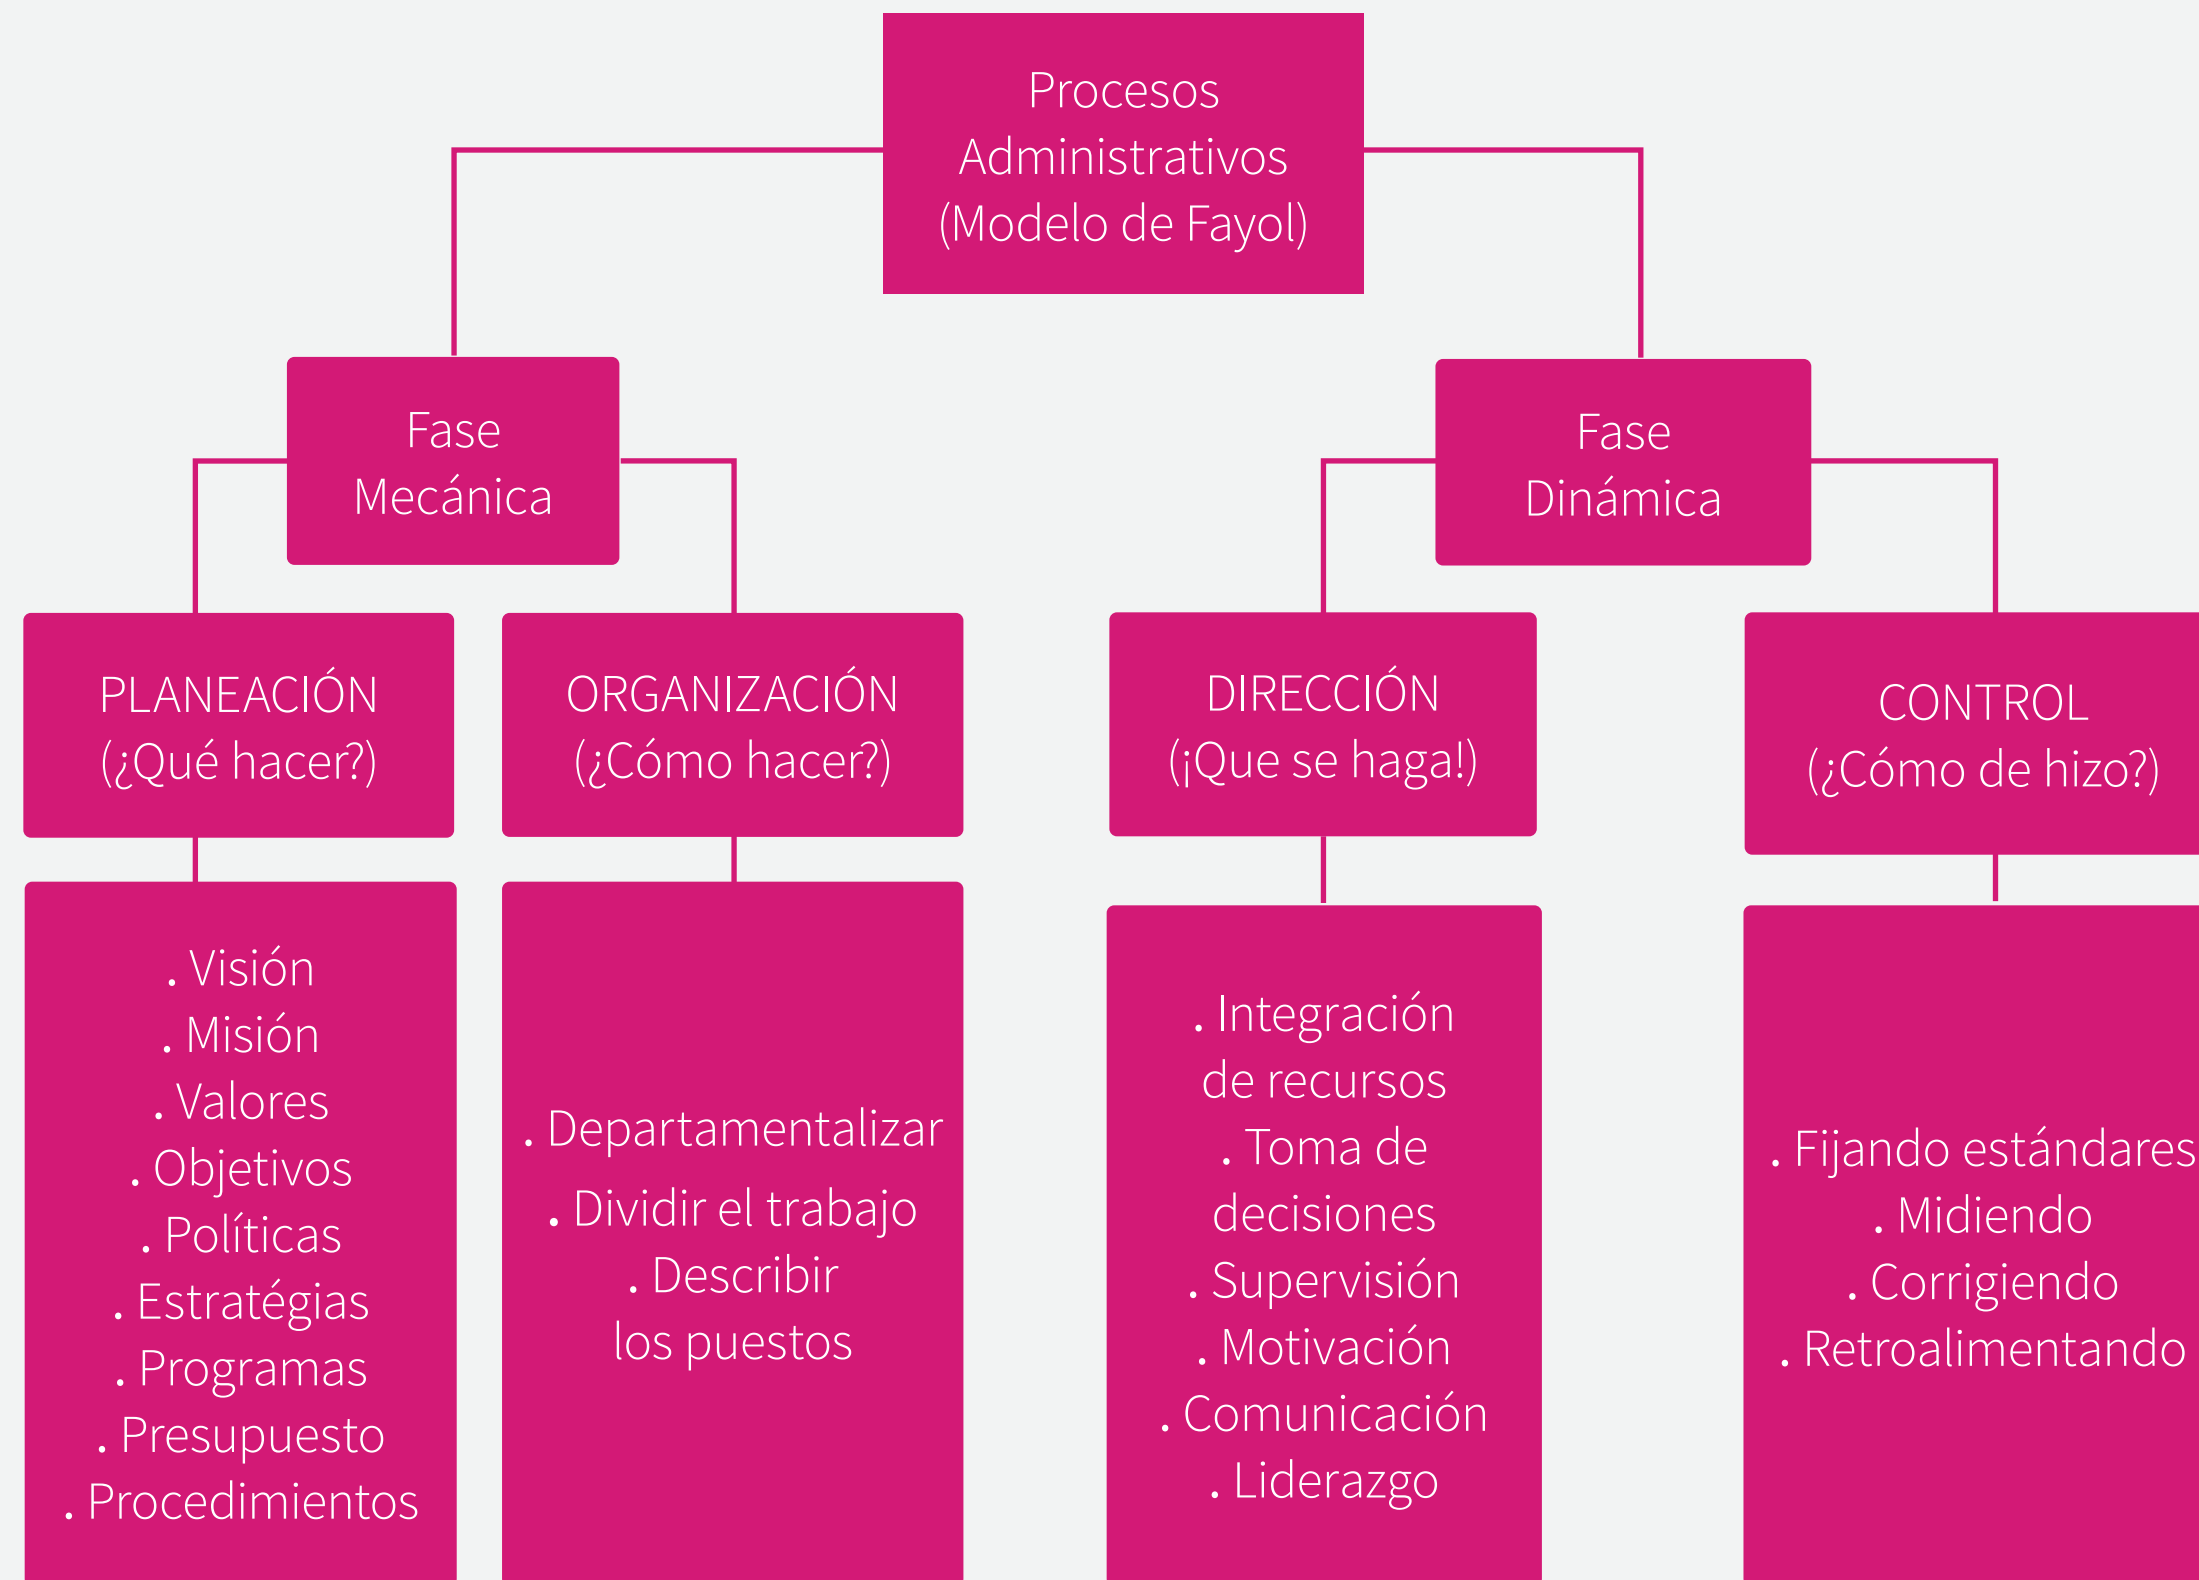 Procesos
Administrativos
(Modelo de Fayol)
Fase
Mecánica
Fase
Dinámica
PLANEACIÓN
(¿Qué hacer?)
ORGANIZACIÓN
(¿Cómo hacer?)
DIRECCIÓN
(¡Que se haga!)
CONTROL
(¿Cómo de hizo?)
. Visión
. Misión
. Valores
. Objetivos
. Políticas
. Estratégias
. Programas
. Presupuesto
. Procedimientos
. Departamentalizar
. Dividir el trabajo
. Describir
los puestos
. Integración
de recursos
. Toma de
decisiones
. Supervisión
. Motivación
. Comunicación
. Liderazgo
. Fijando estándares
. Midiendo
. Corrigiendo
. Retroalimentando